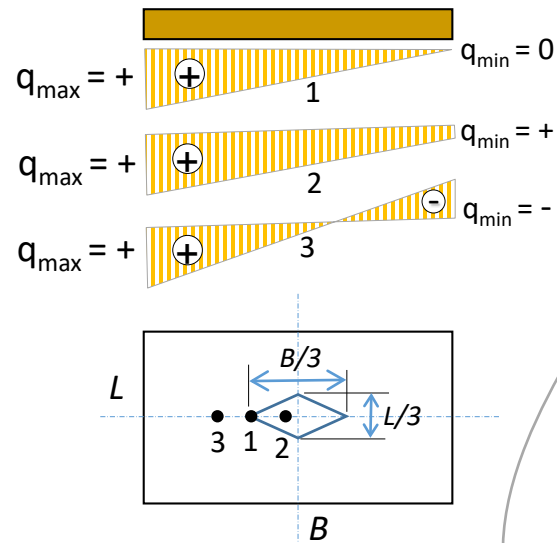 q_min = 0
q_max = +
+
1
q_min = +
q_max = +
+
2
q_min = -
-
q_max = +
+
3
B/3
L
L/3
3 1 2
B